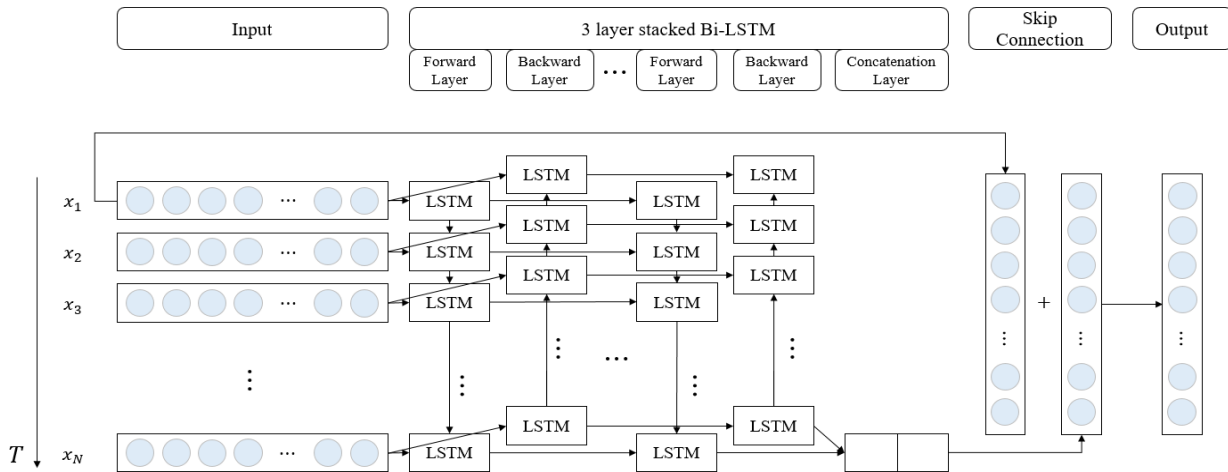 Input
3 layer stacked Bi-LSTM
Skip
Connection
Output
Forward
Layer
Backward
Layer
...
Forward
Layer
Backward
Layer
Concatenation
Layer
LSTM
LSTM
x₁
...
LSTM
LSTM
LSTM
LSTM
x₂
...
LSTM
LSTM
LSTM
LSTM
x₃
...
LSTM
LSTM
+
⋮
⋮
...
⋮
⋮
...
...
...
⋮
⋮
LSTM
LSTM
T
x_N
...
LSTM
LSTM